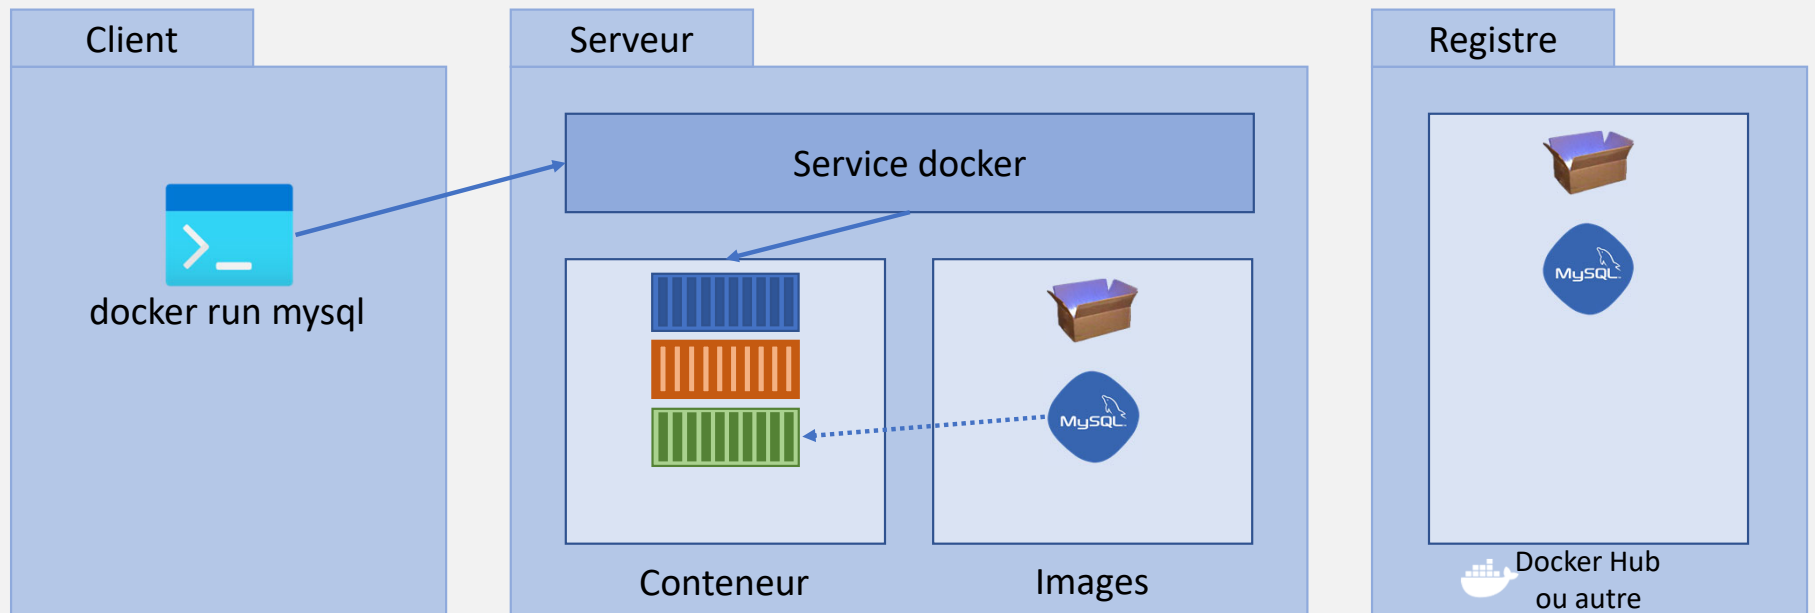 Client
Serveur
Registre
Service docker
docker run mysql
MySQL
MySQL
Conteneur
Images
Docker Hub
ou autre